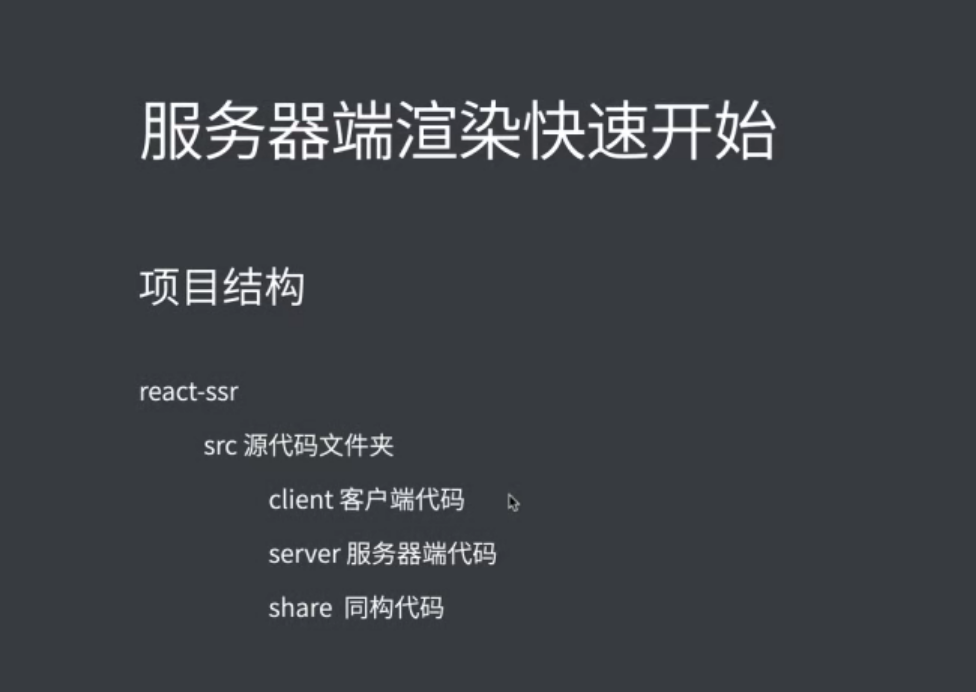 服务器端渲染快速开始
项目结构
react-ssr
src 源代码文件夹
client 客户端代码
server 服务器端代码
share 同构代码